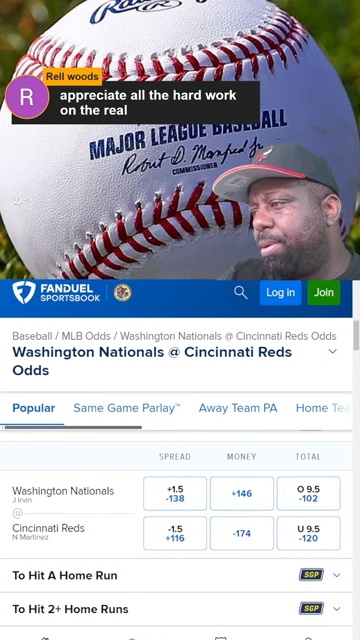 Rawlings
Rell woods
R
appreciate all the hard work
on the real
MAJOR LEAGUE BASEBALL
Robert D. Manfred Jr.
COMMISSIONER
FANDUEL
SPORTSBOOK
Log in
Join
Baseball / MLB Odds / Washington Nationals @ Cincinnati Reds Odds
Washington Nationals @ Cincinnati Reds
Odds
Popular
Same Game Parlay™
Away Team PA
Home Tea
SPREAD
MONEY
TOTAL
Washington Nationals
J Irvin
+1.5
-138
+146
O 9.5
-102
@
Cincinnati Reds
N Martinez
-1.5
+116
-174
U 9.5
-120
To Hit A Home Run
SGP
To Hit 2+ Home Runs
SGP